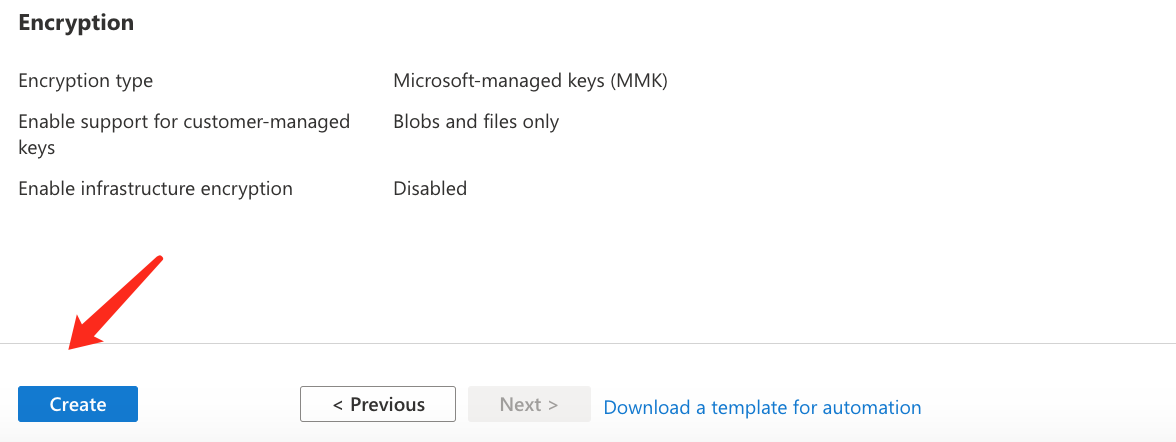 Encryption
Encryption type Microsoft-managed keys (MMK)
Enable support for customer-managed Blobs and files only
keys
Enable infrastructure encryption Disabled
Create < Previous Next > Download a template for automation